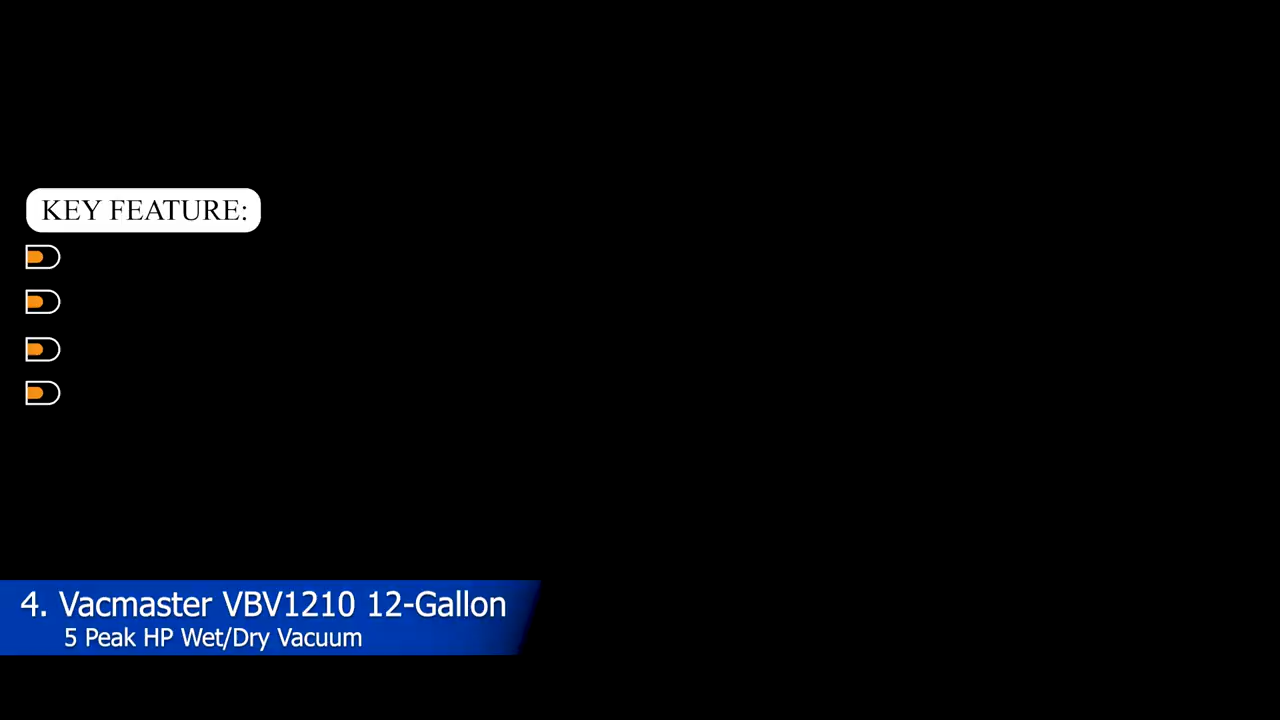 KEY FEATURE:
4. Vacmaster VBV1210 12-Gallon
5 Peak HP Wet/Dry Vacuum